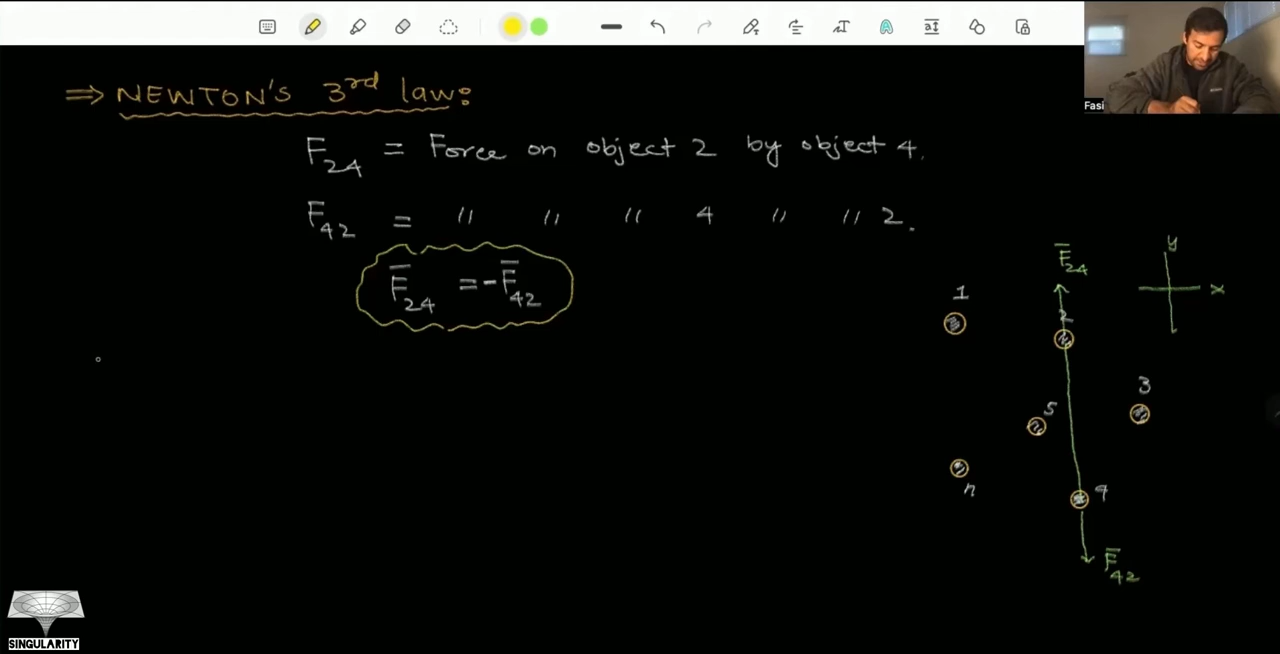 Fasi
⇒ NEWTON'S 3rd law:
F₂₄ = Force on object 2 by object 4.
F₄₂ = " " " 4 " " 2.
F̅₂₄ = -F̅₄₂
y
x
F̅₂₄
1
2
3
5
n
4
F̅₄₂
SINGULARITY